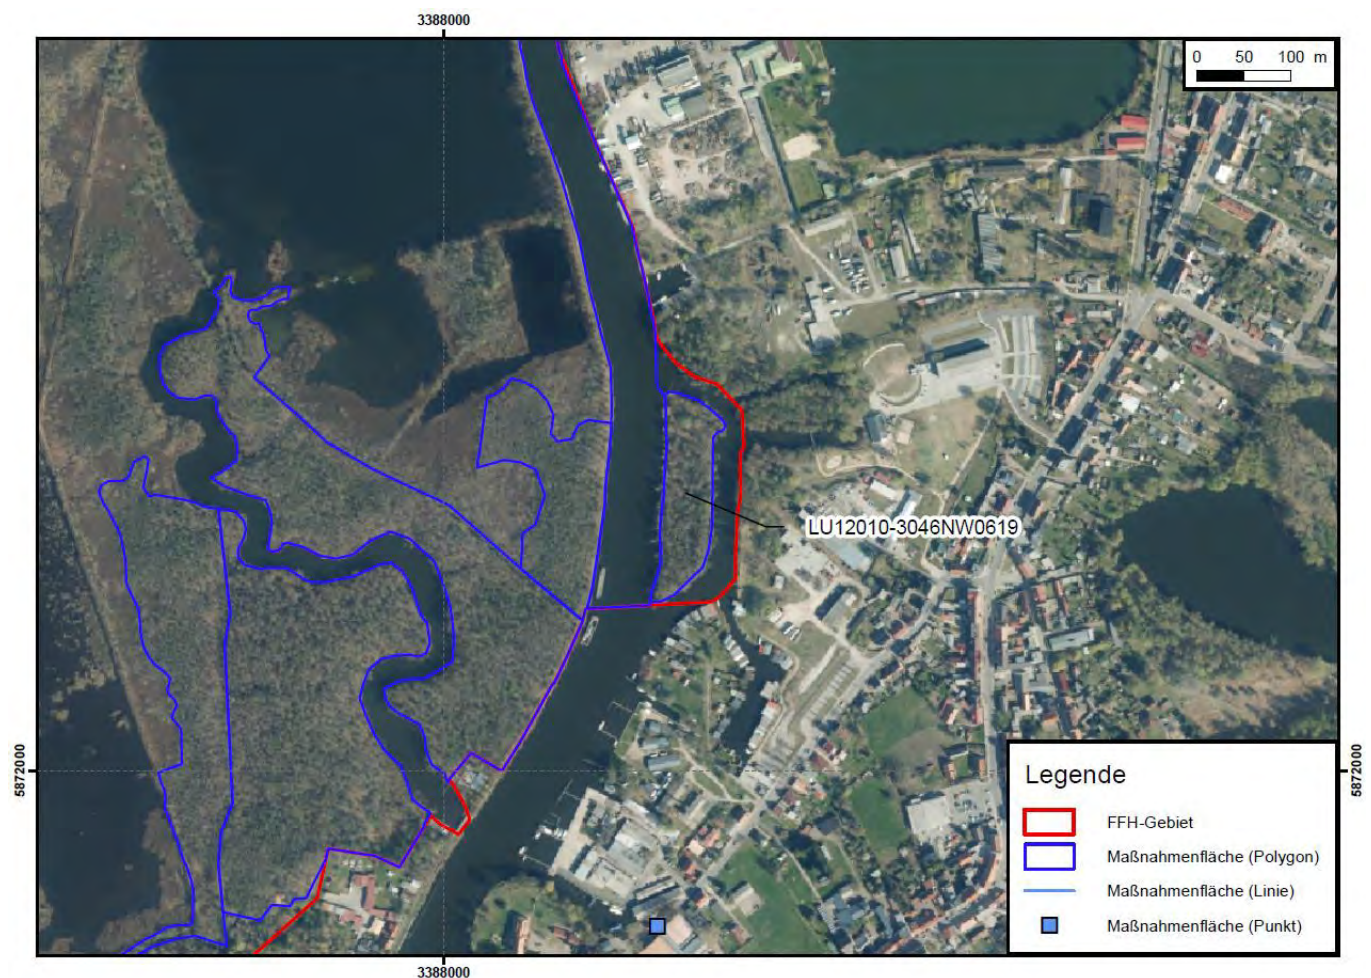 3388000
0 50 100 m
LU12010-3046NW0619
5872000
5872000
Legende
FFH-Gebiet
Maßnahmenfläche (Polygon)
Maßnahmenfläche (Linie)
Maßnahmenfläche (Punkt)
3388000